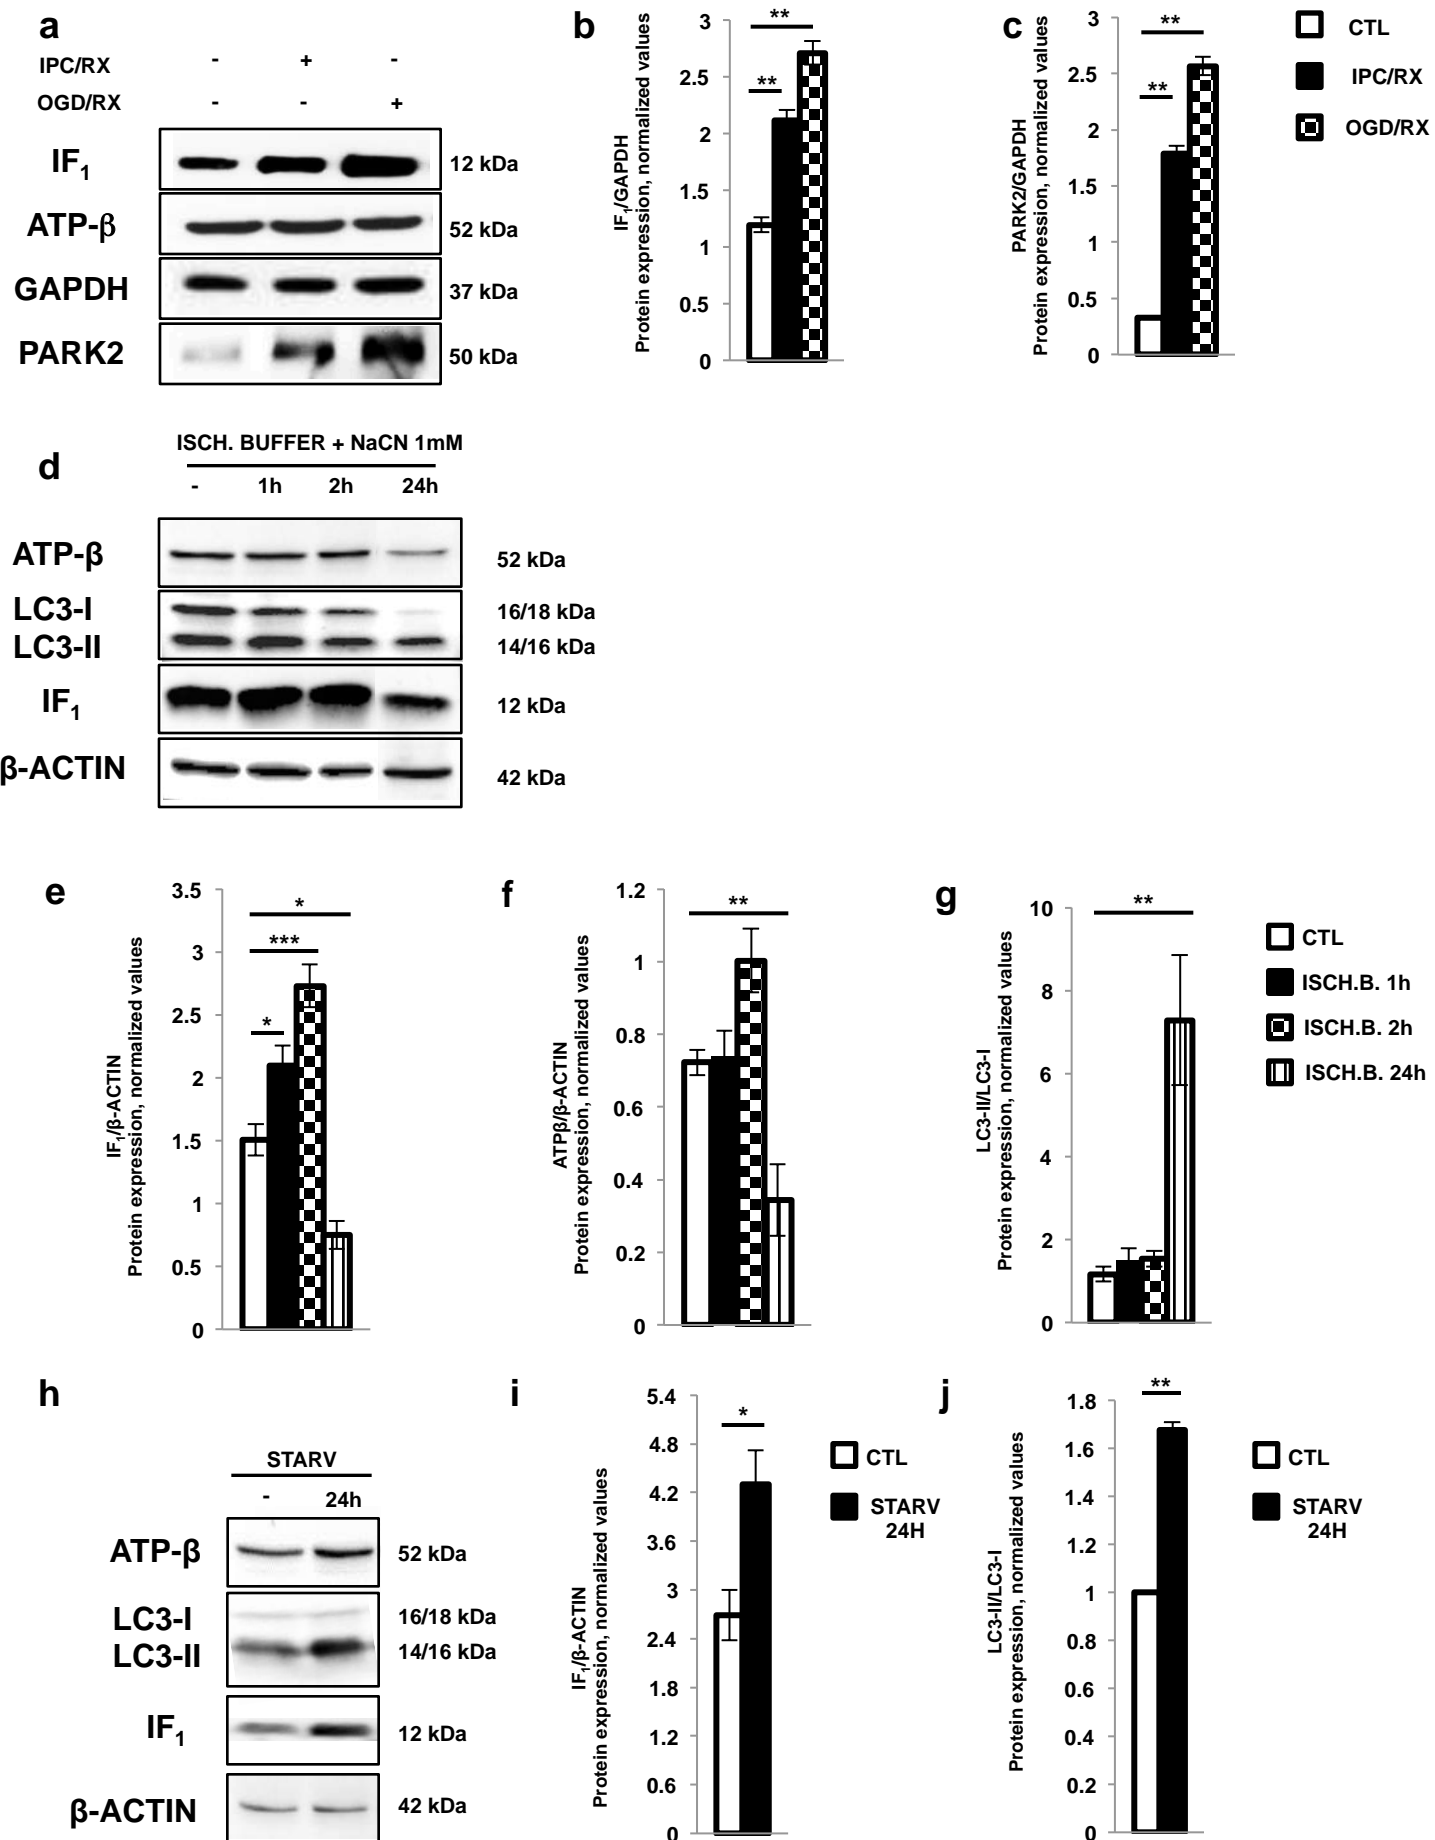 a
IPC/RX - + -
OGD/RX - - +
IF1 12 kDa
ATP-β 52 kDa
GAPDH 37 kDa
PARK2 50 kDa
b
IF1/GAPDH
Protein expression, normalized values
3
2.5
2
1.5
1
0.5
0
**
**
c
PARK2/GAPDH
Protein expression, normalized values
3
2.5
2
1.5
1
0.5
0
**
**
CTL
IPC/RX
OGD/RX
d
ISCH. BUFFER + NaCN 1mM
- 1h 2h 24h
ATP-β 52 kDa
LC3-I 16/18 kDa
LC3-II 14/16 kDa
IF1 12 kDa
β-ACTIN 42 kDa
e
IF1/β-ACTIN
Protein expression, normalized values
3.5
3
2.5
2
1.5
1
0.5
0
*
***
*
f
ATPβ/β-ACTIN
Protein expression, normalized values
1.2
1
0.8
0.6
0.4
0.2
0
**
g
LC3-II/LC3-I
Protein expression, normalized values
10
8
6
4
2
0
**
CTL
ISCH.B. 1h
ISCH.B. 2h
ISCH.B. 24h
h
STARV
- 24h
ATP-β 52 kDa
LC3-I 16/18 kDa
LC3-II 14/16 kDa
IF1 12 kDa
β-ACTIN 42 kDa
i
IF1/β-ACTIN
Protein expression, normalized values
5.4
4.8
4.2
3.6
3
2.4
1.8
1.2
0.6
0
*
CTL
STARV
24H
j
LC3-II/LC3-I
Protein expression, normalized values
1.8
1.6
1.4
1.2
1
0.8
0.6
0.4
0.2
0
**
CTL
STARV
24H